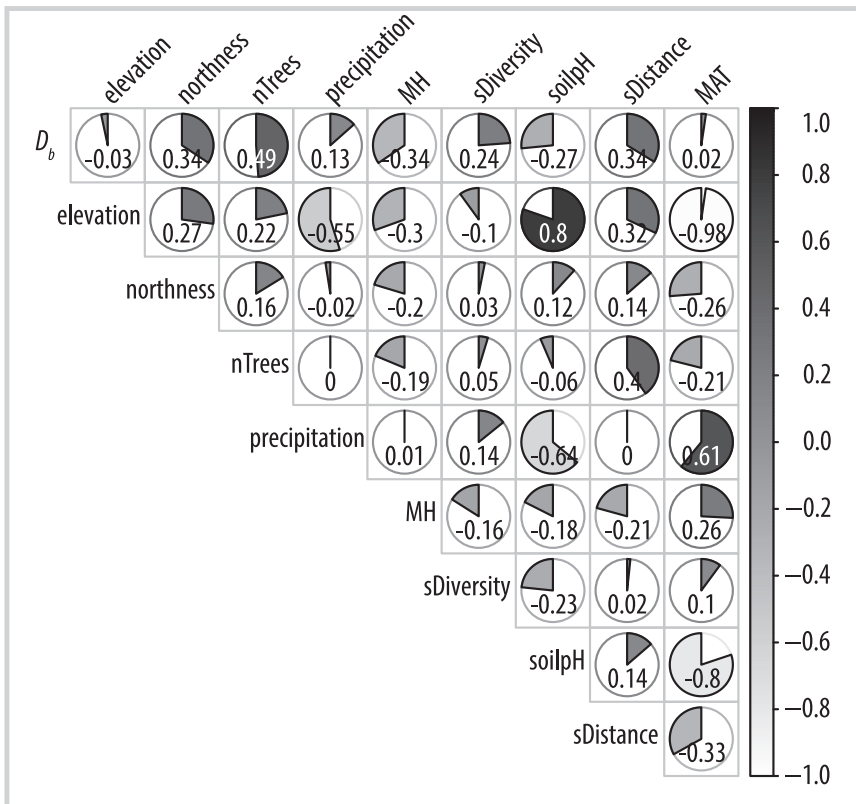 elevation northness nTrees precipitation MH sDiversity soilpH sDistance MAT
D_b -0.03 0.34 0.49 0.13 -0.34 0.24 -0.27 0.34 0.02
elevation 0.27 0.22 -0.55 -0.3 -0.1 0.8 0.32 -0.98
northness 0.16 -0.02 -0.2 0.03 0.12 0.14 -0.26
nTrees 0 -0.19 0.05 -0.06 0.4 -0.21
precipitation 0.01 0.14 -0.64 0 0.61
MH -0.16 -0.18 -0.21 0.26
sDiversity -0.23 0.02 0.1
soilpH 0.14 -0.8
sDistance -0.33
1.0
0.8
0.6
0.4
0.2
0.0
−0.2
−0.4
−0.6
−0.8
−1.0